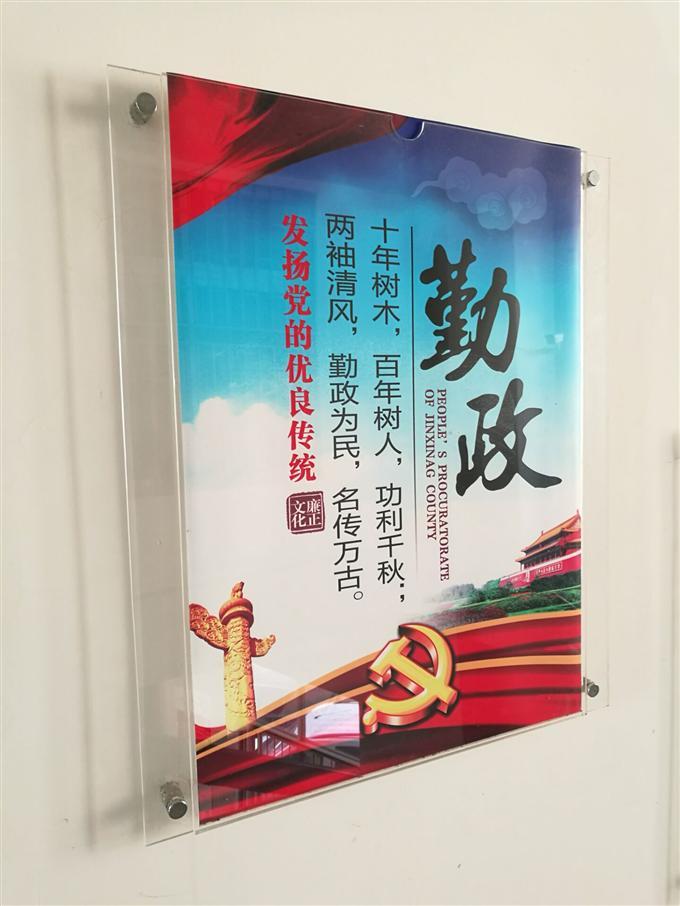 勤政
PEOPLE'S PROCURATORATE
OF JINXINAG COUNTY
十年树木，百年树人，功利千秋；，
两袖清风，勤政为民，名传万古。
发扬党的优良传统
廉正
文化